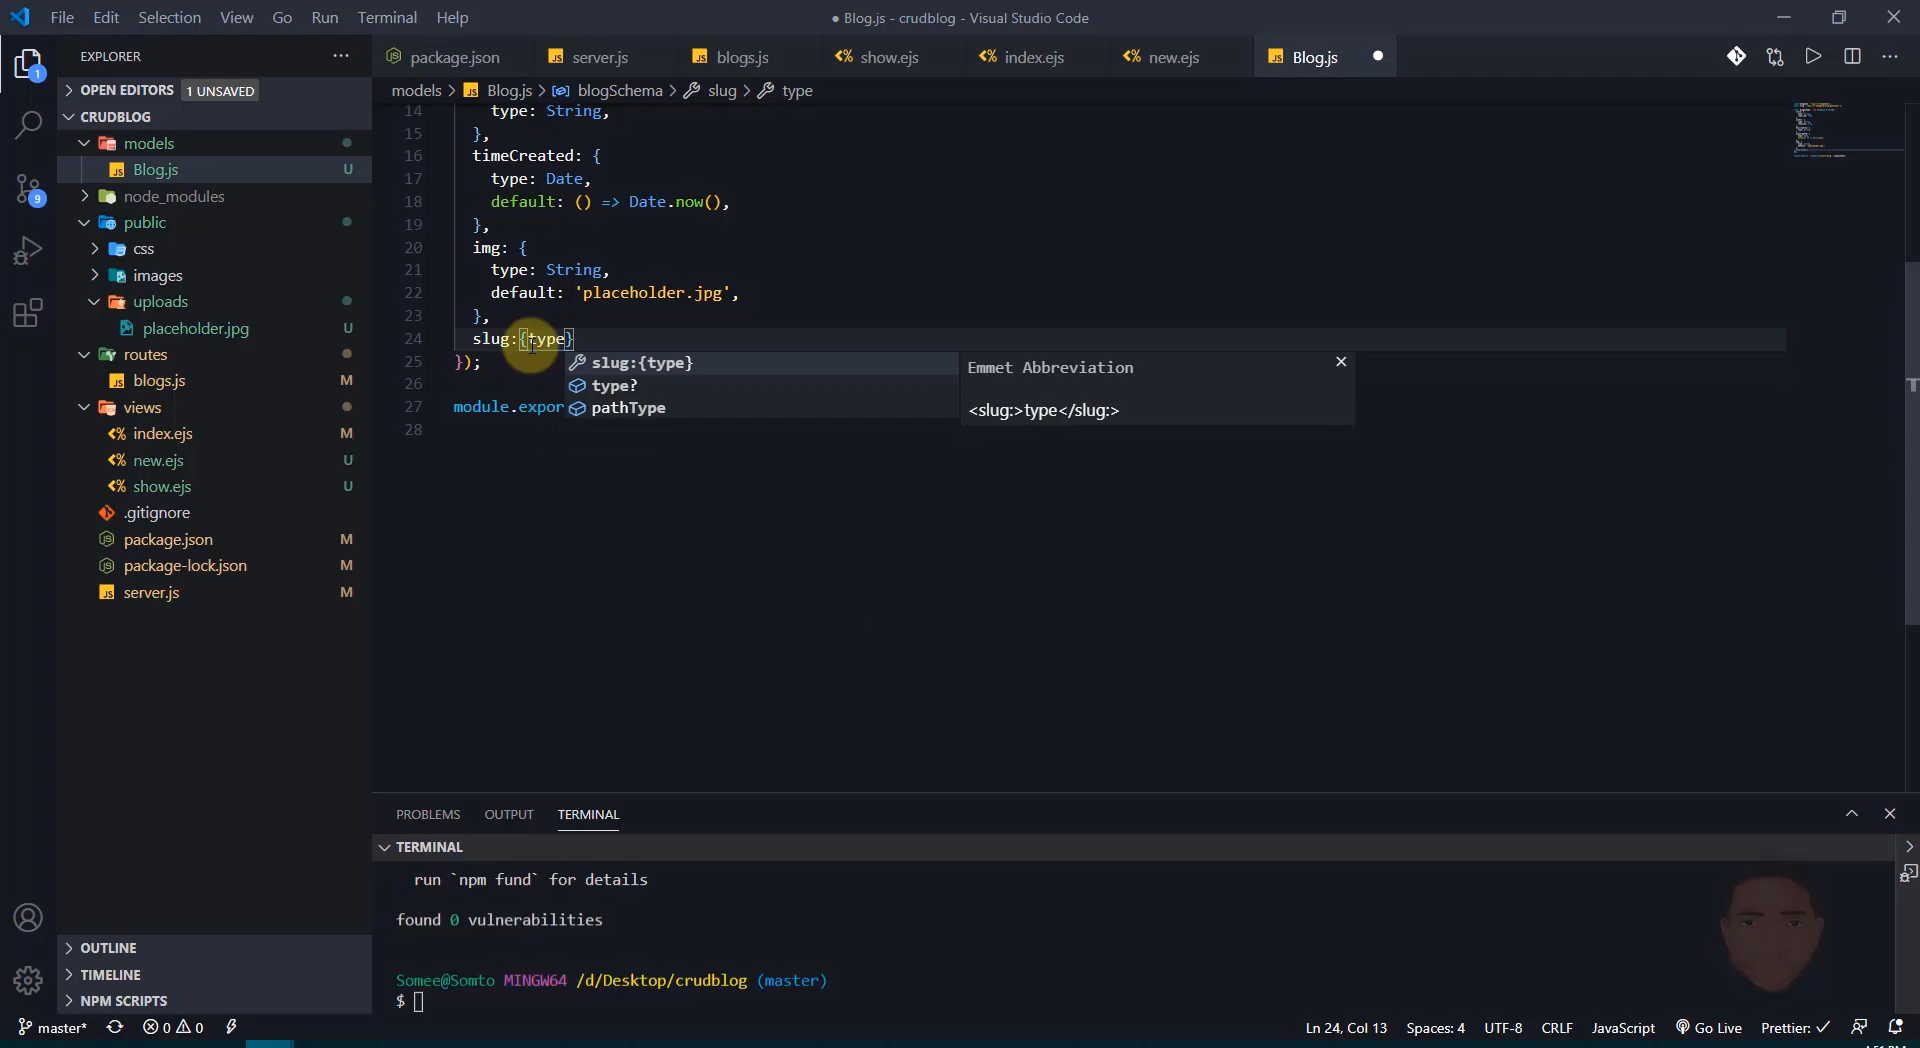 File Edit Selection View Go Run Terminal Help
● Blog.js - crudblog - Visual Studio Code
EXPLORER
package.json server.js blogs.js show.ejs index.ejs new.ejs Blog.js
1
OPEN EDITORS 1 UNSAVED
models > Blog.js > blogSchema > slug > type
CRUDBLOG
models
Blog.js U
9
node_modules
public
css
images
uploads
placeholder.jpg U
routes
blogs.js M
views
index.ejs M
new.ejs U
show.ejs U
.gitignore
package.json M
package-lock.json M
server.js M
OUTLINE
TIMELINE
NPM SCRIPTS
14 type: String,
15 },
16 timeCreated: {
17 type: Date,
18 default: () => Date.now(),
19 },
20 img: {
21 type: String,
22 default: 'placeholder.jpg',
23 },
24 slug:{type}
25 });
26
27 module.expor
28
slug:{type}
type?
pathType
Emmet Abbreviation
<slug:>type</slug:>
PROBLEMS OUTPUT TERMINAL
TERMINAL
run `npm fund` for details
found 0 vulnerabilities
Somee@Somto MINGW64 /d/Desktop/crudblog (master)
$
master* 0 0 Ln 24, Col 13 Spaces: 4 UTF-8 CRLF JavaScript Go Live Prettier: ✓